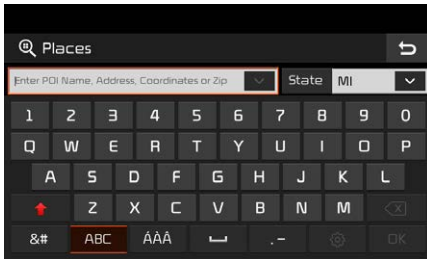 Places
Enter POI Name, Address, Coordinates or Zip State MI
1 2 3 4 5 6 7 8 9 0
Q W E R T Y U I O P
A S D F G H J K L
Z X C V B N M
&# ABC ÁÀÂ . – OK